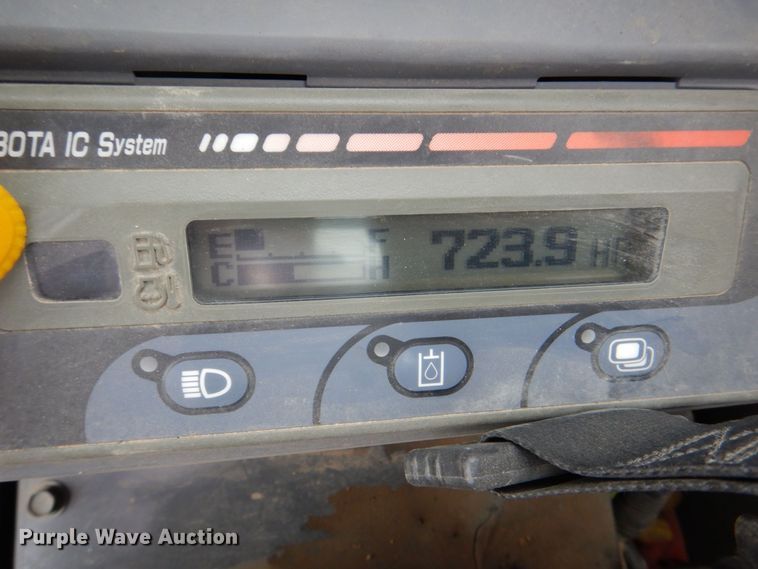 BOTA IC System
E F 723.9 HR
C H
Purple Wave Auction